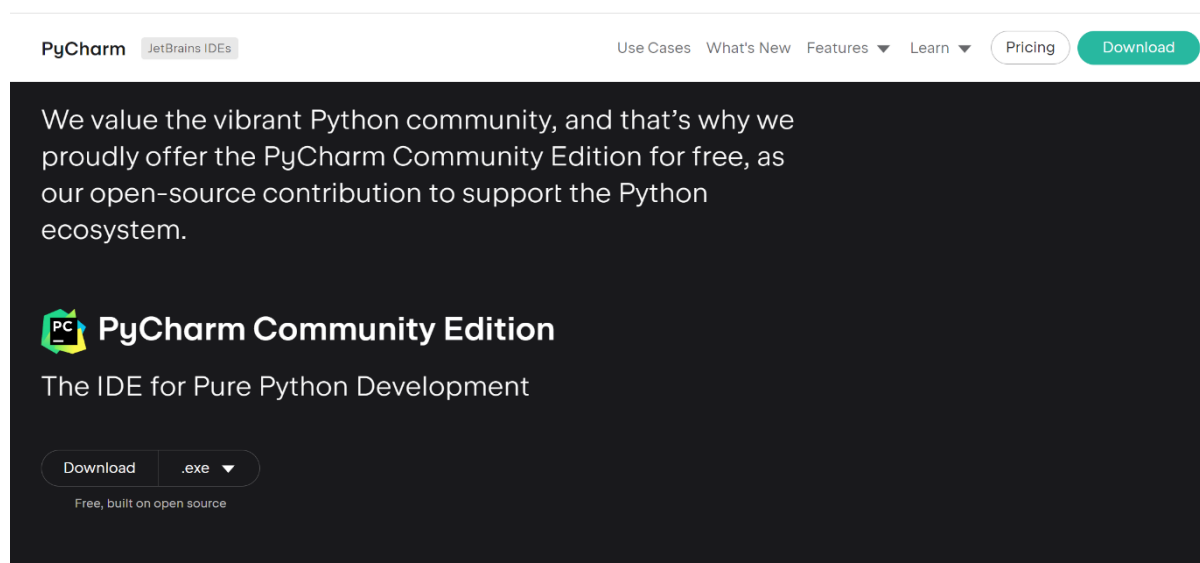 PyCharm JetBrains IDEs Use Cases What's New Features Learn Pricing Download
We value the vibrant Python community, and that’s why we
proudly offer the PyCharm Community Edition for free, as
our open-source contribution to support the Python
ecosystem.
PC PyCharm Community Edition
The IDE for Pure Python Development
Download .exe
Free, built on open source